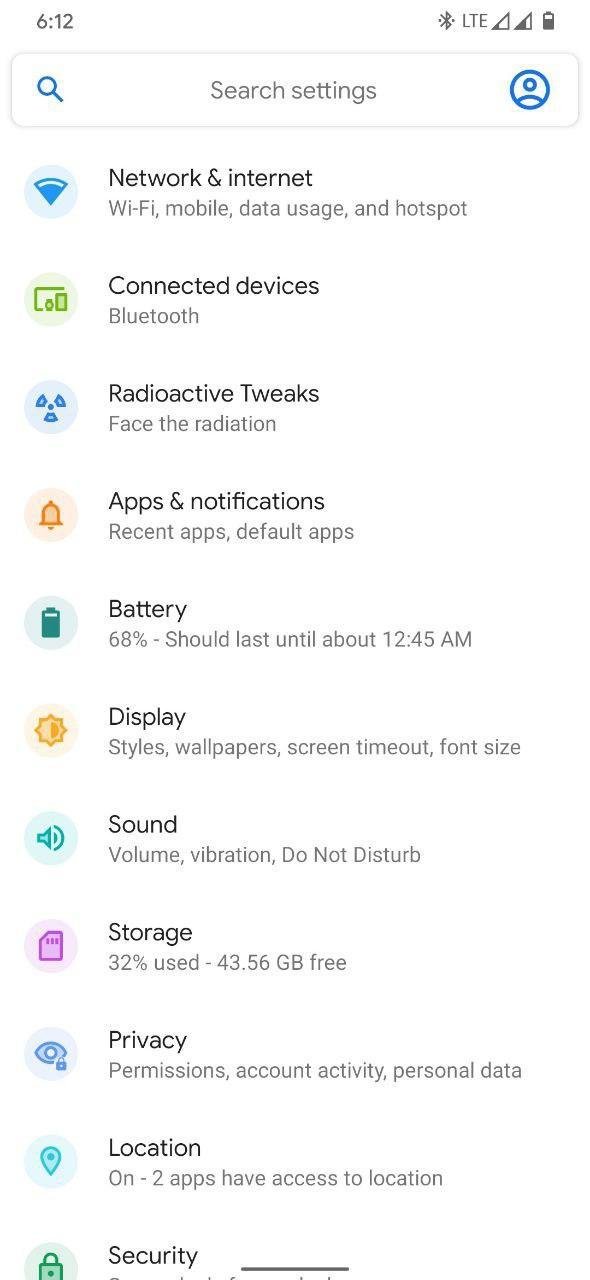 6:12
LTE
Search settings
Network & internet
Wi-Fi, mobile, data usage, and hotspot
Connected devices
Bluetooth
Radioactive Tweaks
Face the radiation
Apps & notifications
Recent apps, default apps
Battery
68% - Should last until about 12:45 AM
Display
Styles, wallpapers, screen timeout, font size
Sound
Volume, vibration, Do Not Disturb
Storage
32% used - 43.56 GB free
Privacy
Permissions, account activity, personal data
Location
On - 2 apps have access to location
Security